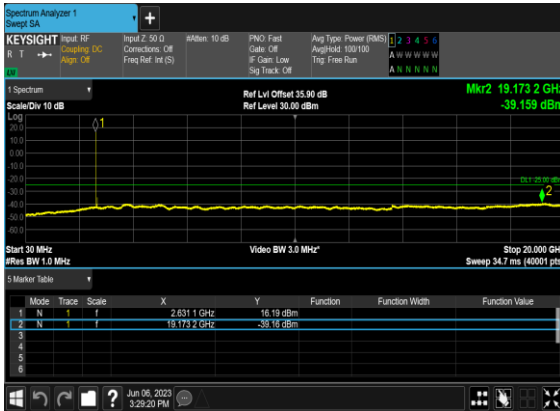 Spectrum Analyzer 1
Swept SA
KEYSIGHT Input: RF Input Z: 50 Ω #Atten: 10 dB PNO: Fast Avg Type: Power (RMS) 1 2 3 4 5 6
R T Coupling: DC Corrections: Off Gate: Off Avg|Hold: 100/100 A W W W W W
Align: Off Freq Ref: Int (S) IF Gain: Low Trig: Free Run
Sig Track: Off A N N N N N
1 Spectrum Ref Lvl Offset 35.90 dB Mkr2 19.173 2 GHz
Scale/Div 10 dB Ref Level 30.00 dBm -39.159 dBm
Log
20.0
10.0
0.00
-10.0
-20.0
-30.0
-40.0
-50.0
-60.0
1
DL1 -25.00 dBm
2
Start 30 MHz Video BW 3.0 MHz* Stop 20.000 GH
#Res BW 1.0 MHz Sweep 34.7 ms (40001 pts
5 Marker Table
Mode Trace Scale X Y Function Function Width Function Value
1 N 1 f 2.631 1 GHz 16.19 dBm
2 N 1 f 19.173 2 GHz -39.16 dBm
3
4
5
6
Jun 06, 2023
3:29:20 PM